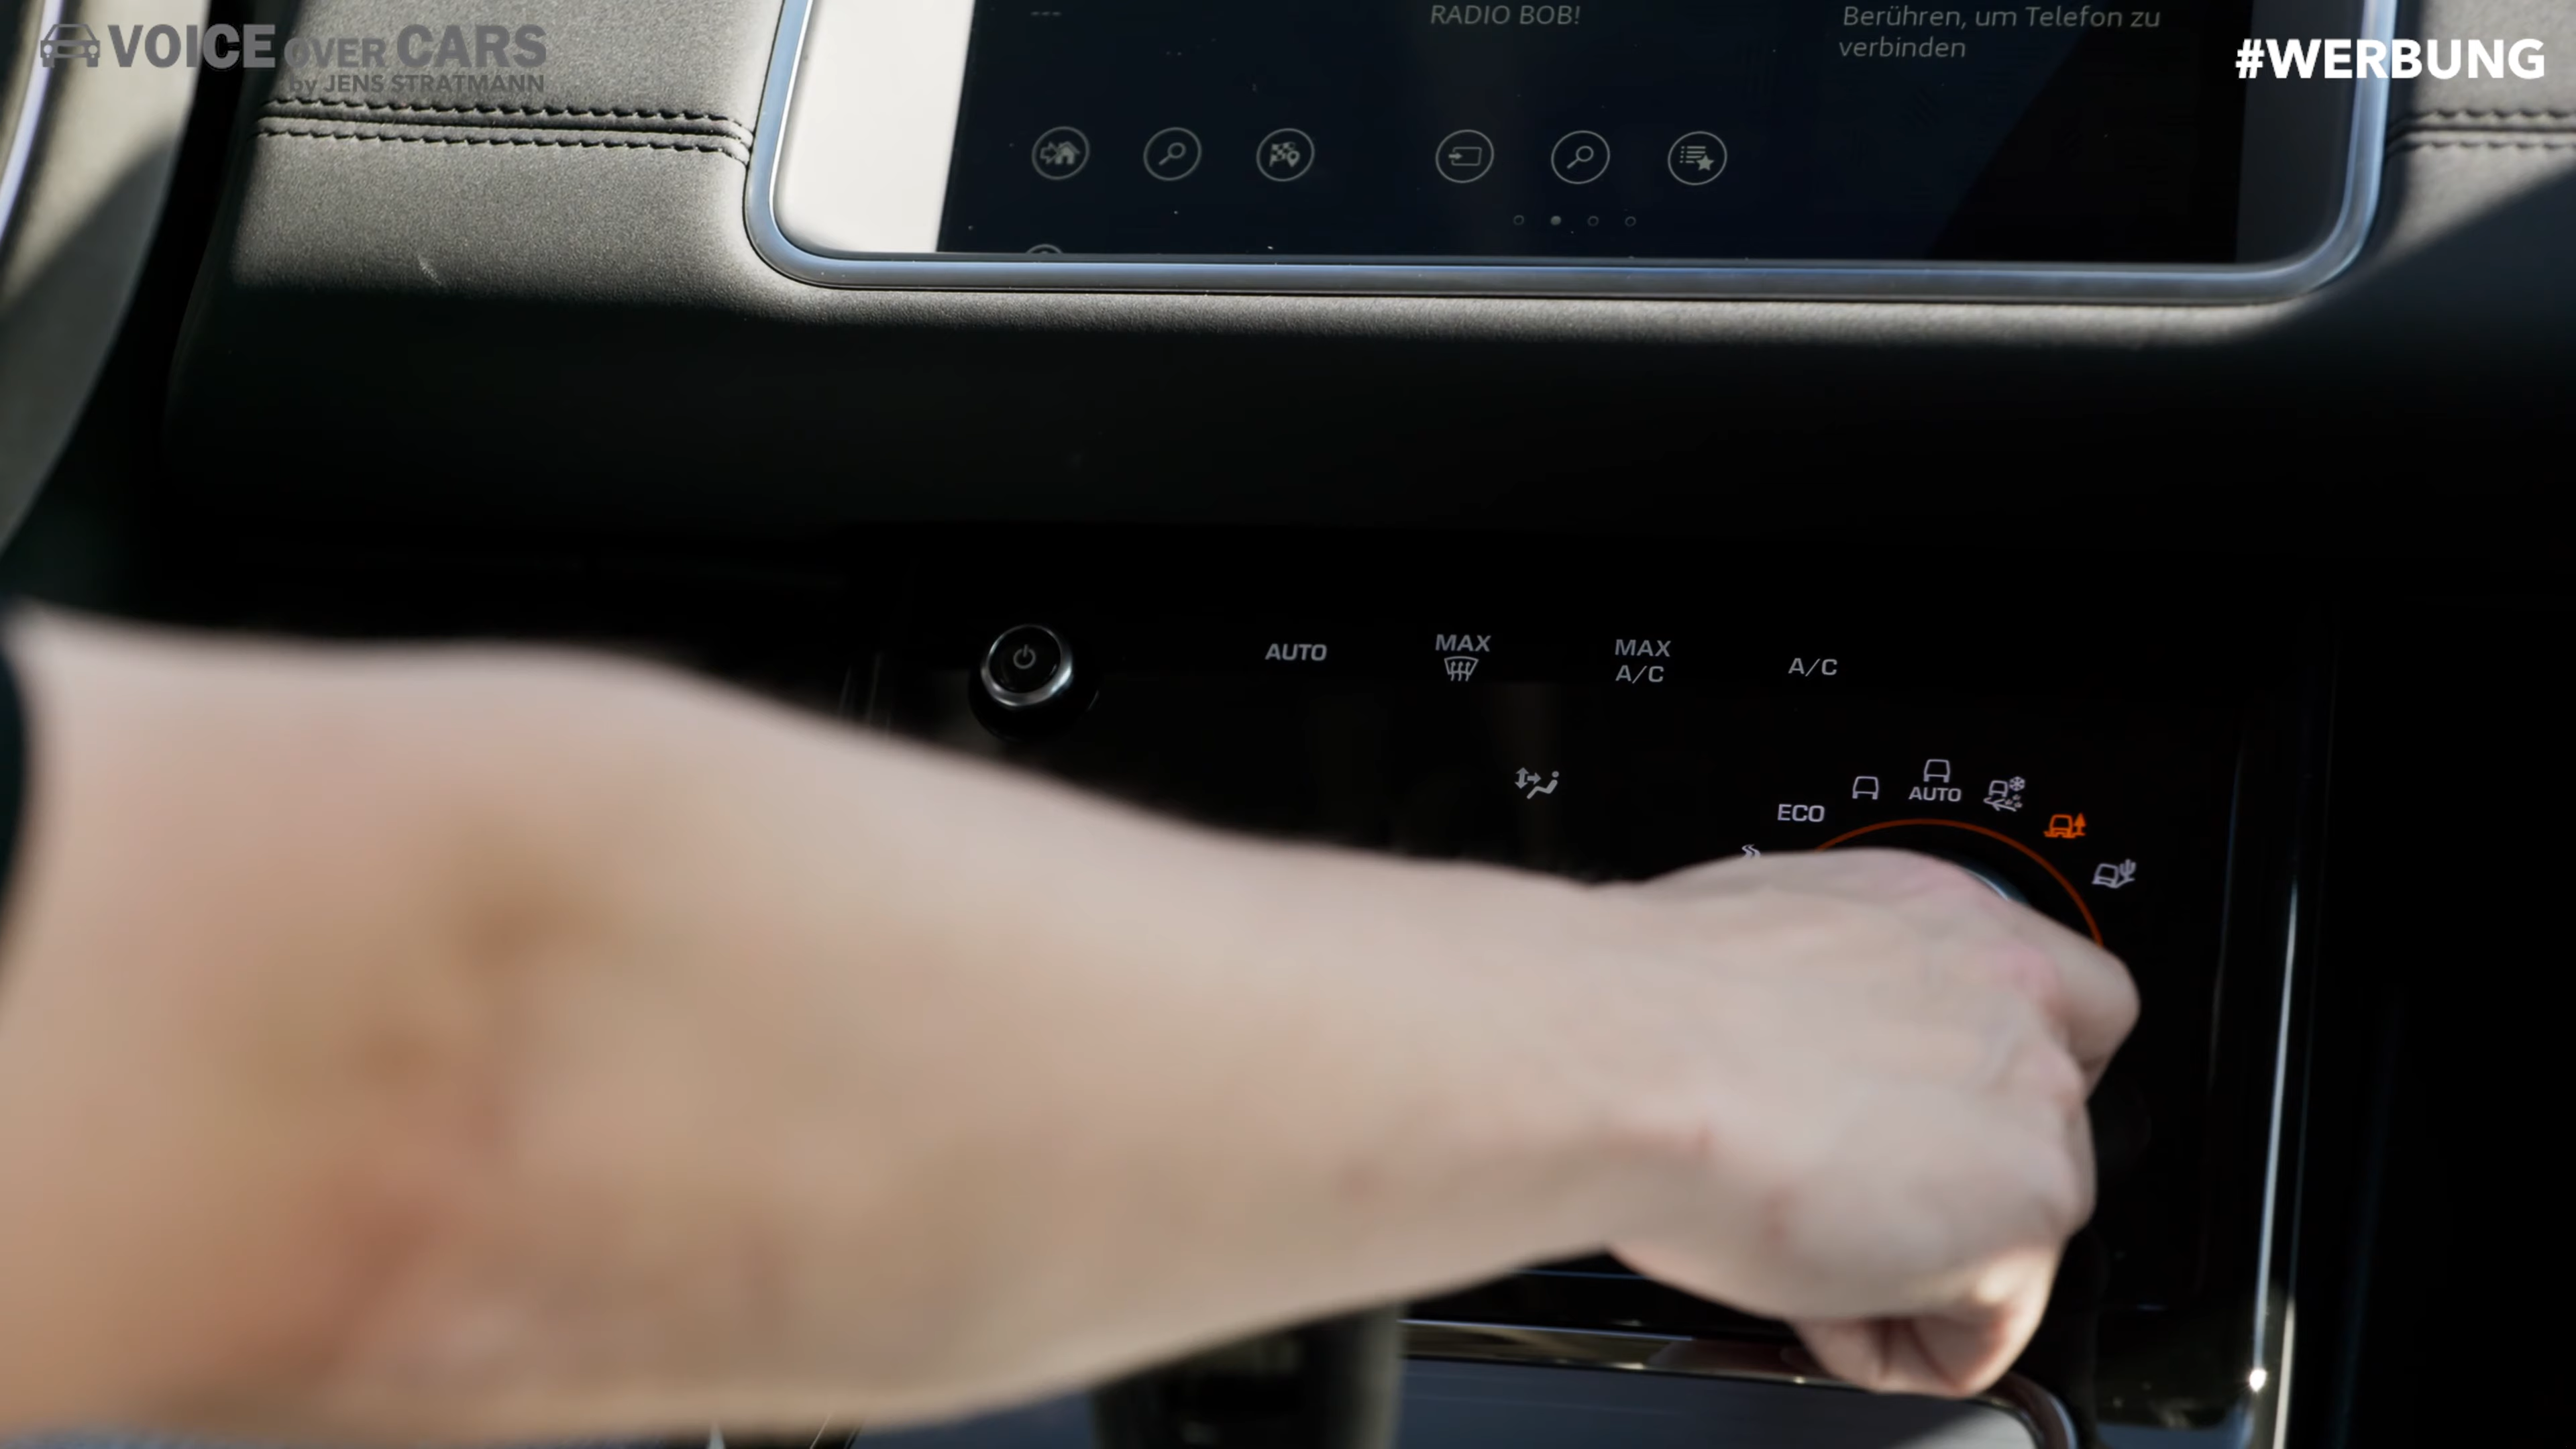 VOICE OVER CARS
by JENS STRATMANN
#WERBUNG
---
RADIO BOB!
Berühren, um Telefon zu
verbinden
AUTO
MAX
MAX
A/C
A/C
ECO
AUTO